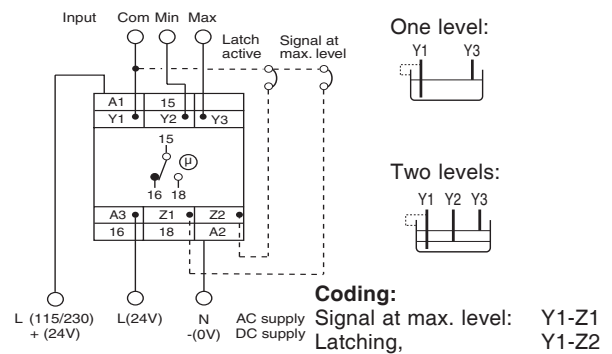 Input Com Min Max
Latch active
Signal at max. level
A1 15
Y1 Y2 Y3
15
µ
16 18
A3 Z1 Z2
16 18 A2
L (115/230)
+ (24V)
L(24V)
N
-(0V)
AC supply
DC supply
One level:
Y1 Y3
Two levels:
Y1 Y2 Y3
Coding:
Signal at max. level: Y1-Z1
Latching, Y1-Z2